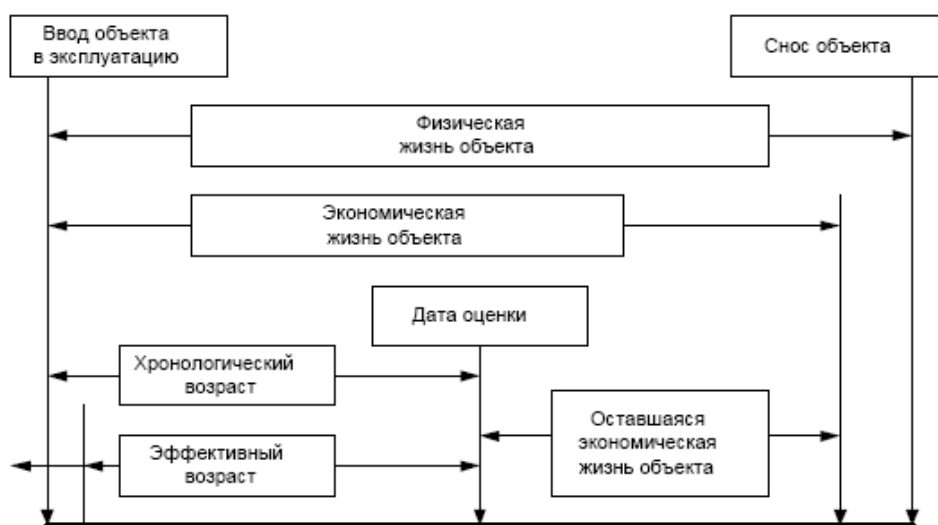 Ввод объекта
в эксплуатацию
Снос объекта
Физическая
жизнь объекта
Экономическая
жизнь объекта
Дата оценки
Хронологический
возраст
Оставшаяся
экономическая
жизнь объекта
Эффективный
возраст